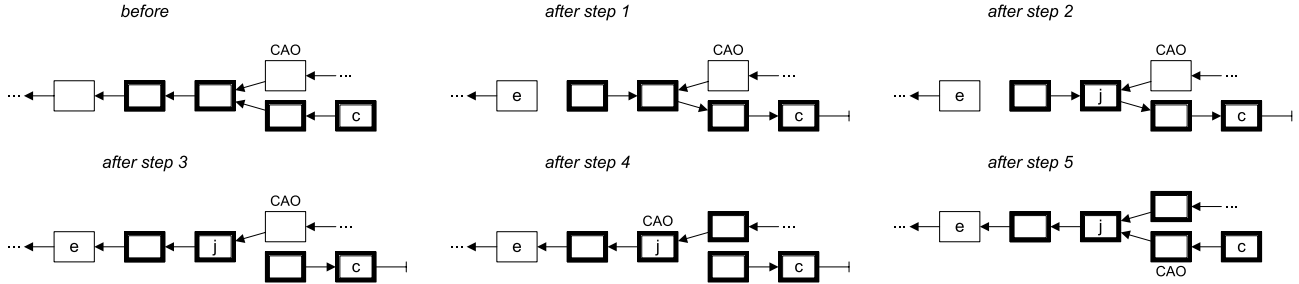 before
after step 1
after step 2
CAO
CAO
CAO
... ...
... e ...
... e j ...
c
c
c
after step 3
after step 4
after step 5
CAO
CAO
... e j ...
... e j ...
... e j ...
c
c
c
CAO